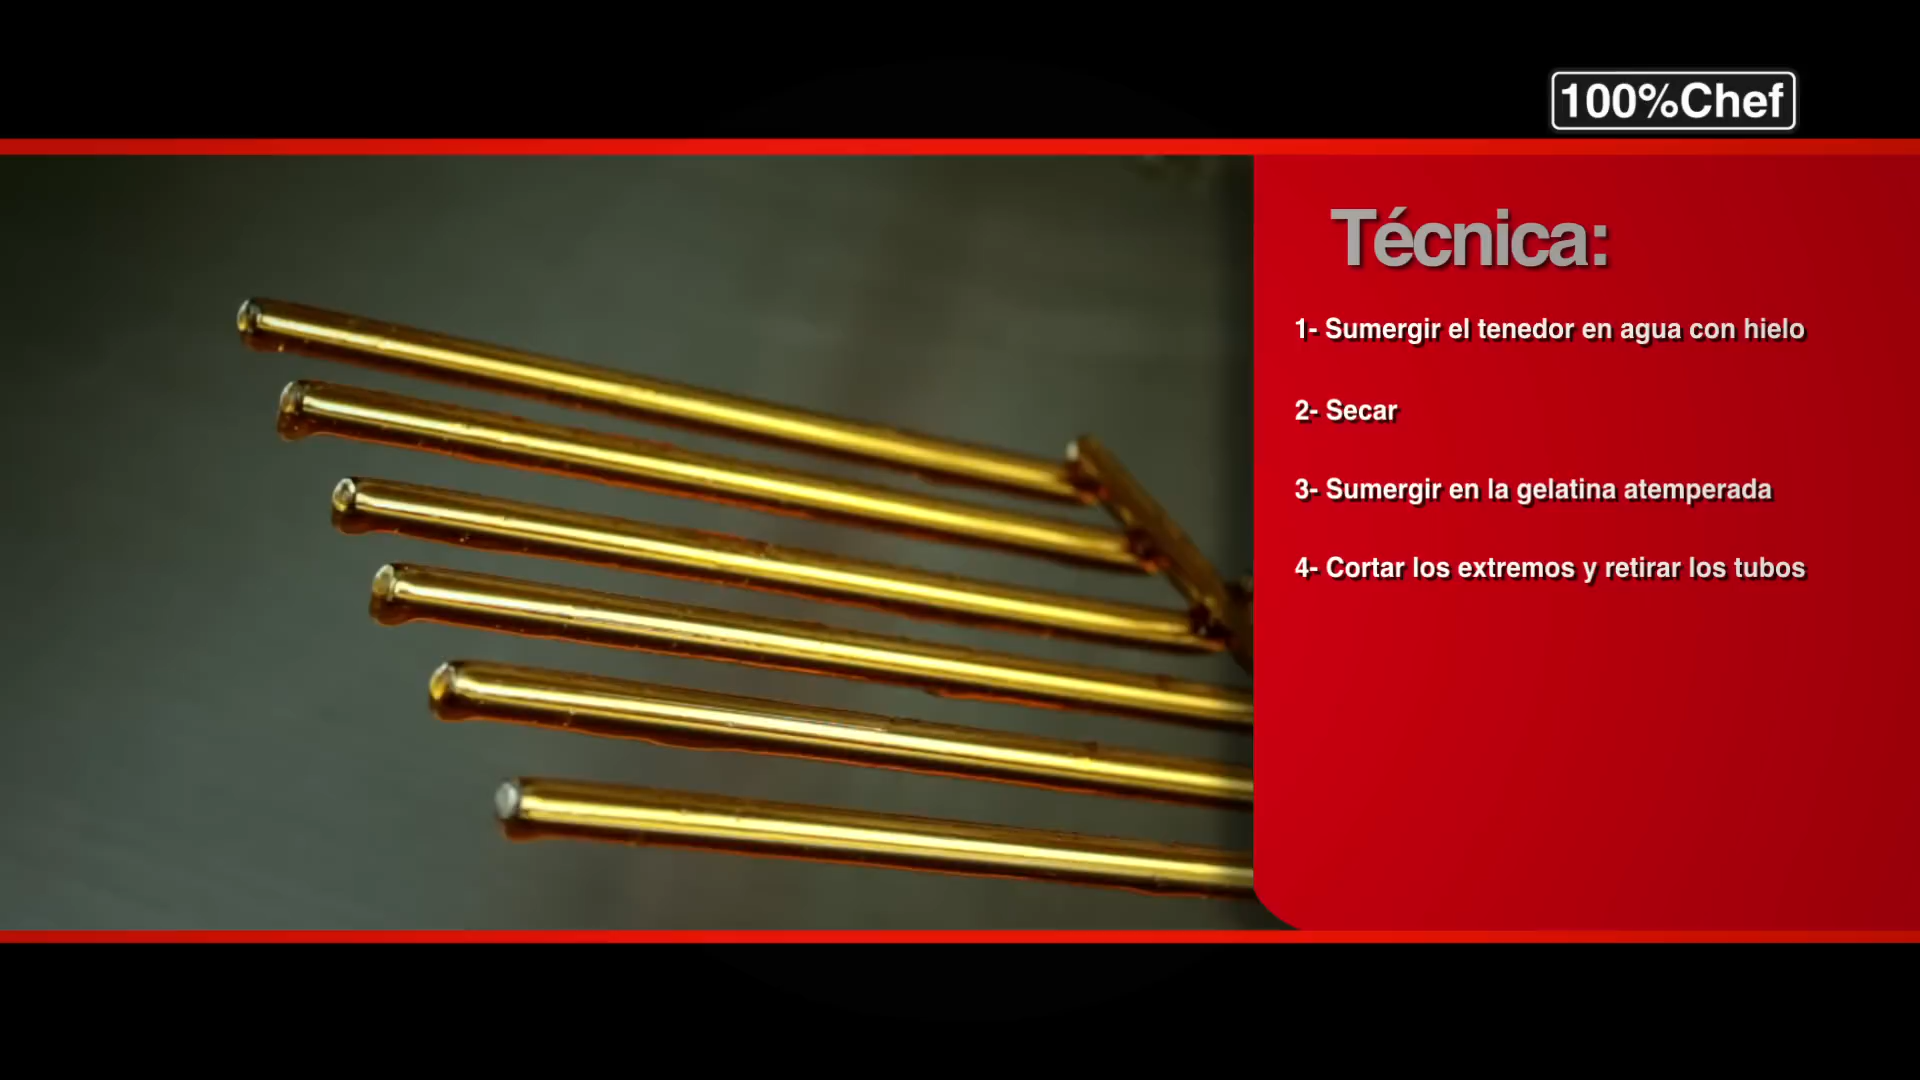 100%Chef
Técnica:
1- Sumergir el tenedor en agua con hielo
2- Secar
3- Sumergir en la gelatina atemperada
4- Cortar los extremos y retirar los tubos